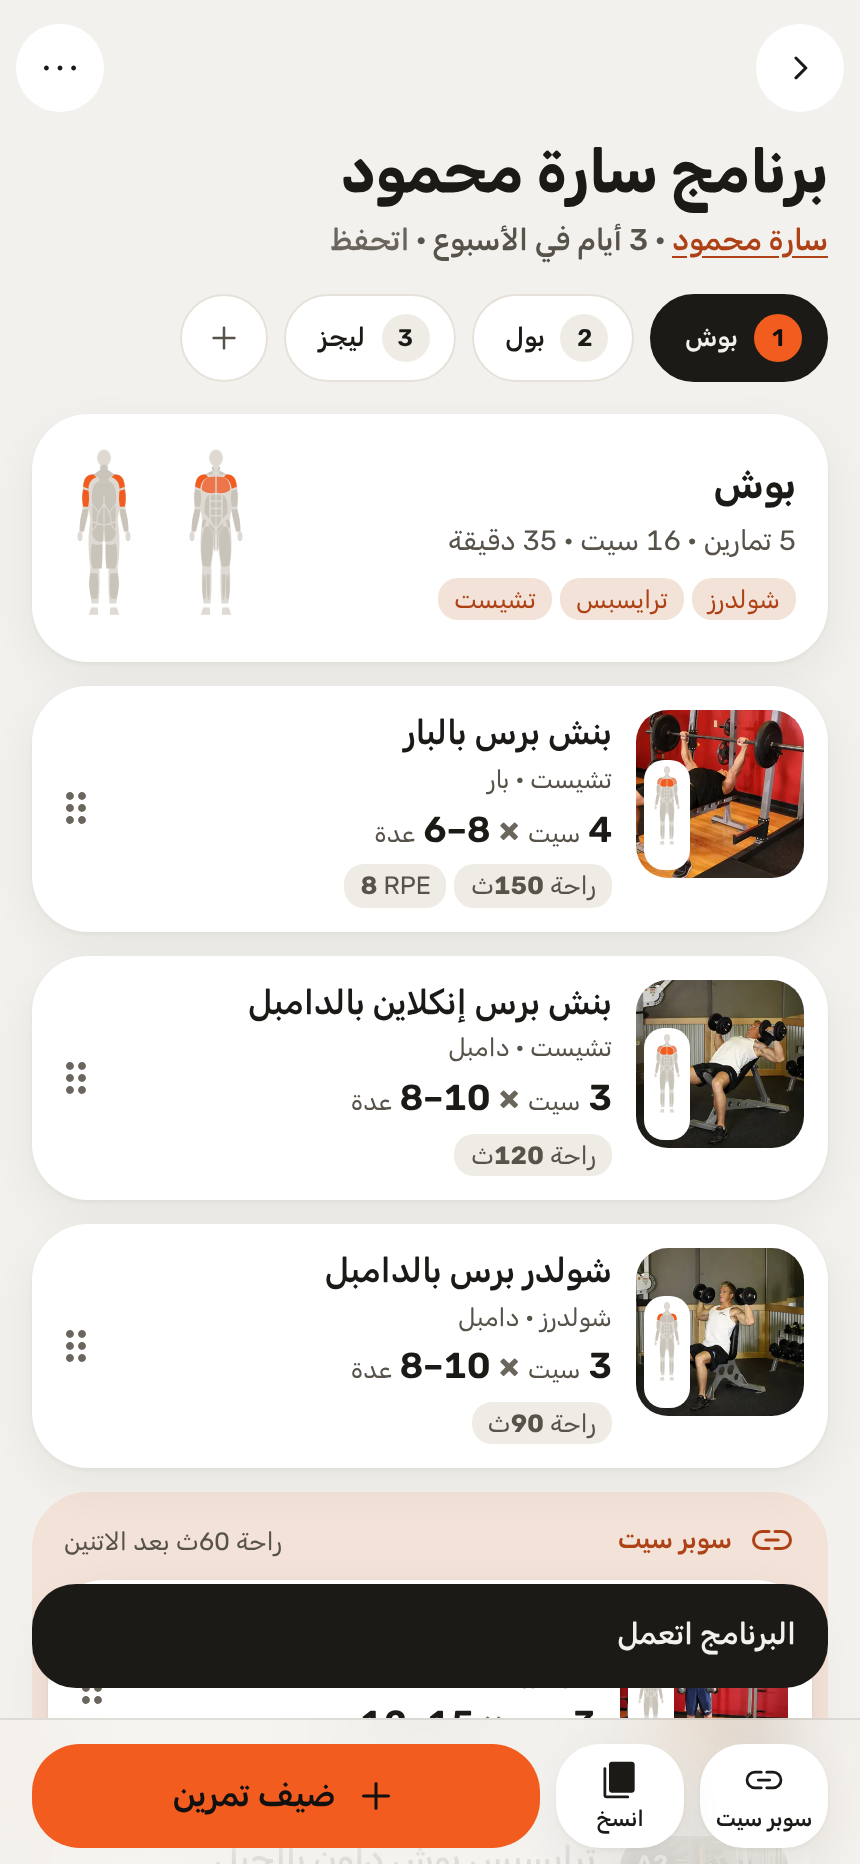 برنامج سارة محمود
سارة محمود • 3 أيام في الأسبوع • اتحفظ
1 بوش
2 بول
3 ليجز
بوش
5 تمارين • 16 سيت • 35 دقيقة
شولدرز ترايسبس تشيست
بنش برس بالبار
تشيست • بار
4 سيت × 6–8 عدة
راحة 150ث RPE 8
بنش برس إنكلاين بالدامبل
تشيست • دامبل
3 سيت × 8–10 عدة
راحة 120ث
شولدر برس بالدامبل
شولدرز • دامبل
3 سيت × 8–10 عدة
راحة 90ث
سوبر سيت
راحة 60ث بعد الاتنين
البرنامج اتعمل
سوبر سيت
انسخ
ضيف تمرين